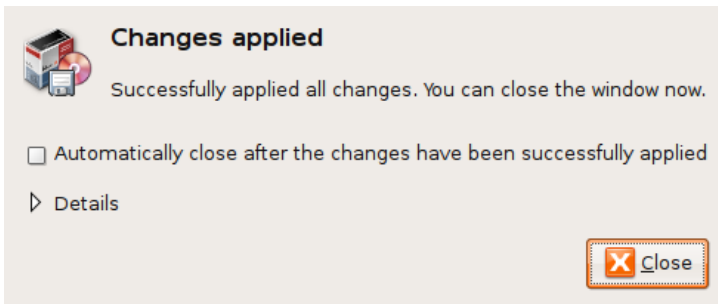 Changes applied
Successfully applied all changes. You can close the window now.
Automatically close after the changes have been successfully applied
Details
Close